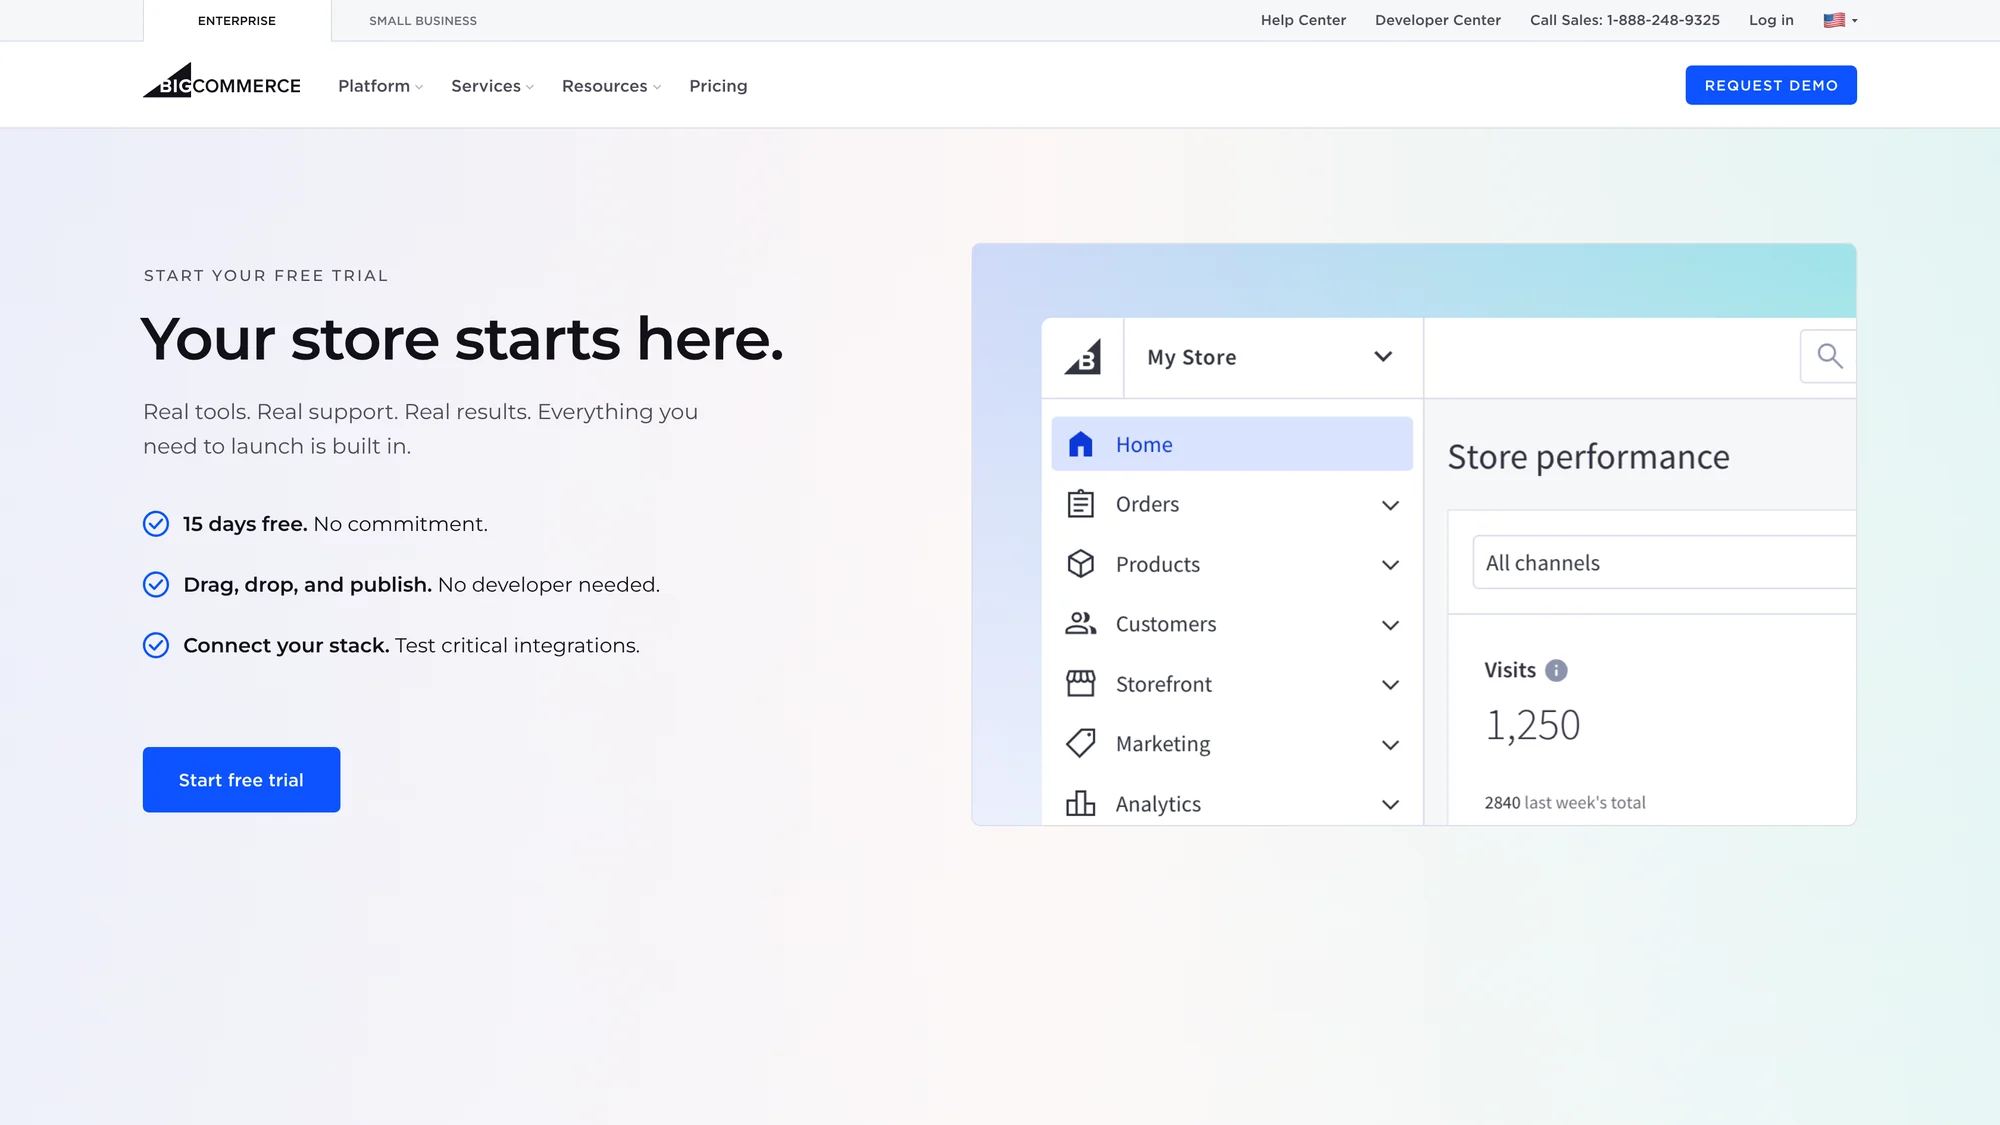 ENTERPRISE
SMALL BUSINESS
Help Center
Developer Center
Call Sales: 1-888-248-9325
Log in
BIGCOMMERCE
Platform
Services
Resources
Pricing
REQUEST DEMO
START YOUR FREE TRIAL
Your store starts here.
Real tools. Real support. Real results. Everything you
need to launch is built in.
15 days free. No commitment.
Drag, drop, and publish. No developer needed.
Connect your stack. Test critical integrations.
Start free trial
B
My Store
Home
Orders
Products
Customers
Storefront
Marketing
Analytics
Store performance
All channels
Visits
1,250
2840 last week's total